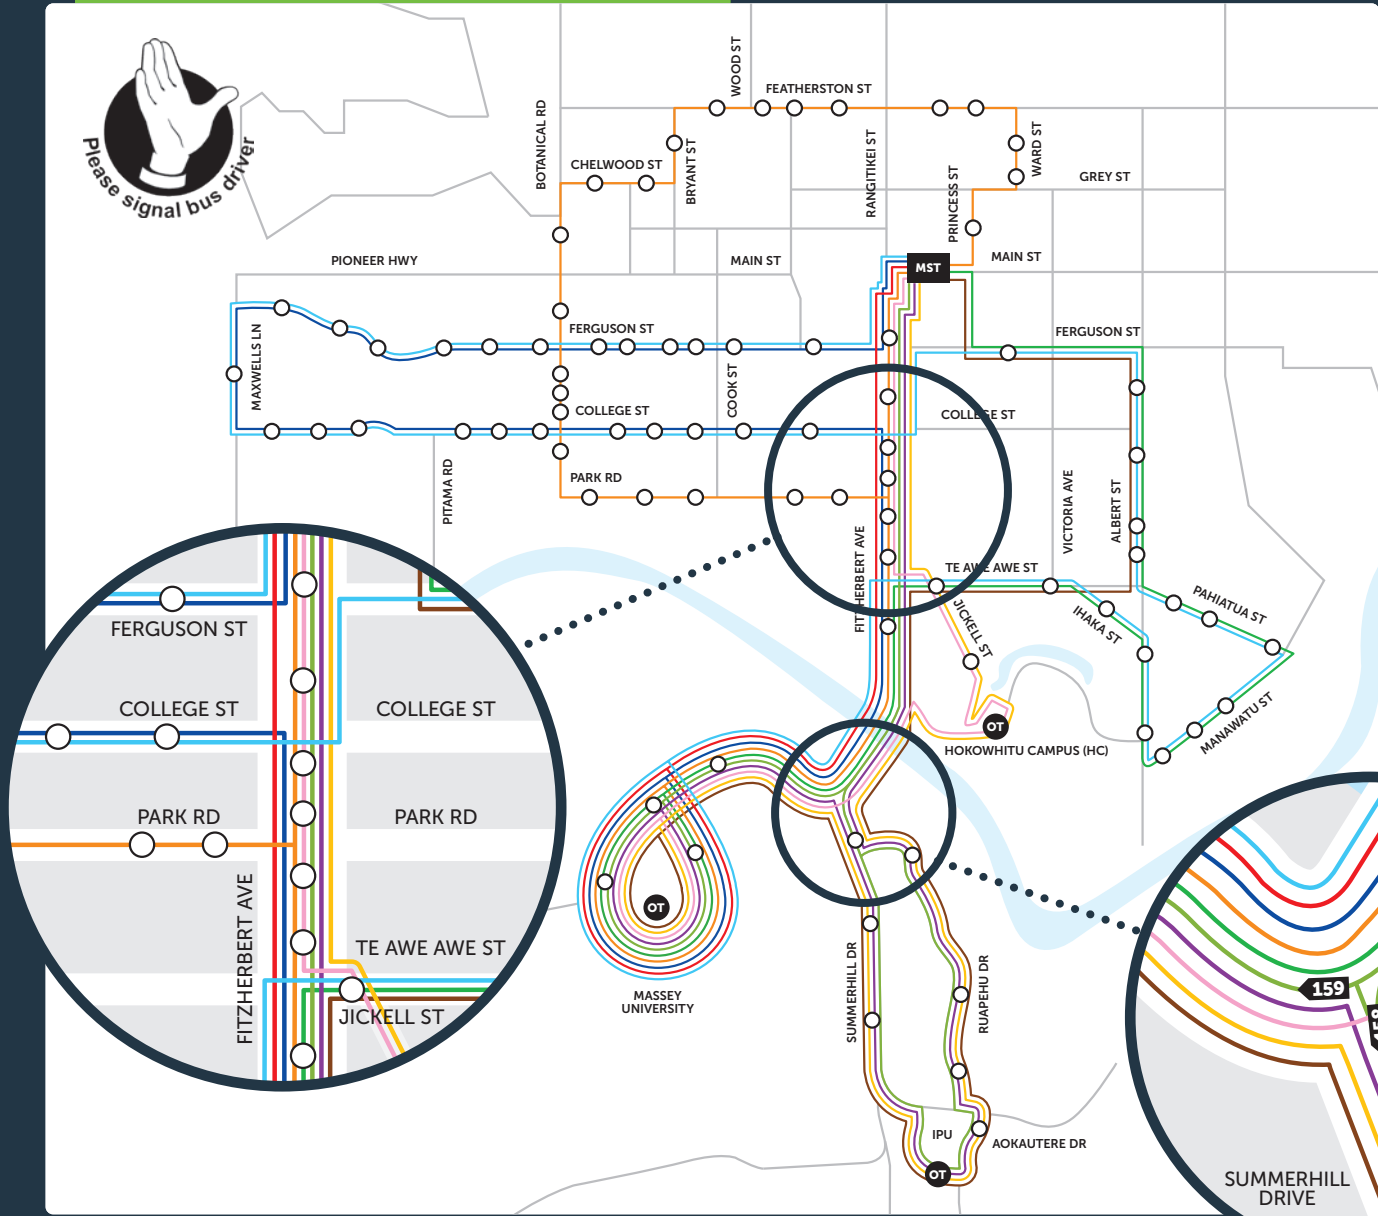 Please signal bus driver
WOOD ST
FEATHERSTON ST
BOTANICAL RD
CHELWOOD ST
BRYANT ST
RANGITIKEI ST
WARD ST
PRINCESS ST
GREY ST
PIONEER HWY
MAIN ST
MST
MAIN ST
MAXWELLS LN
FERGUSON ST
FERGUSON ST
COOK ST
COLLEGE ST
COLLEGE ST
PITAMA RD
PARK RD
VICTORIA AVE
ALBERT ST
FITZHERBERT AVE
TE AWE AWE ST
JICKELL ST
IHAKA ST
PAHIATUA ST
MANAWATU ST
OT
HOKOWHITU CAMPUS (HC)
FERGUSON ST
COLLEGE ST
COLLEGE ST
PARK RD
PARK RD
FITZHERBERT AVE
TE AWE AWE ST
JICKELL ST
OT
MASSEY
UNIVERSITY
SUMMERHILL DR
RUAPEHU DR
IPU
AOKAUTERE DR
OT
159
SUMMERHILL
DRIVE